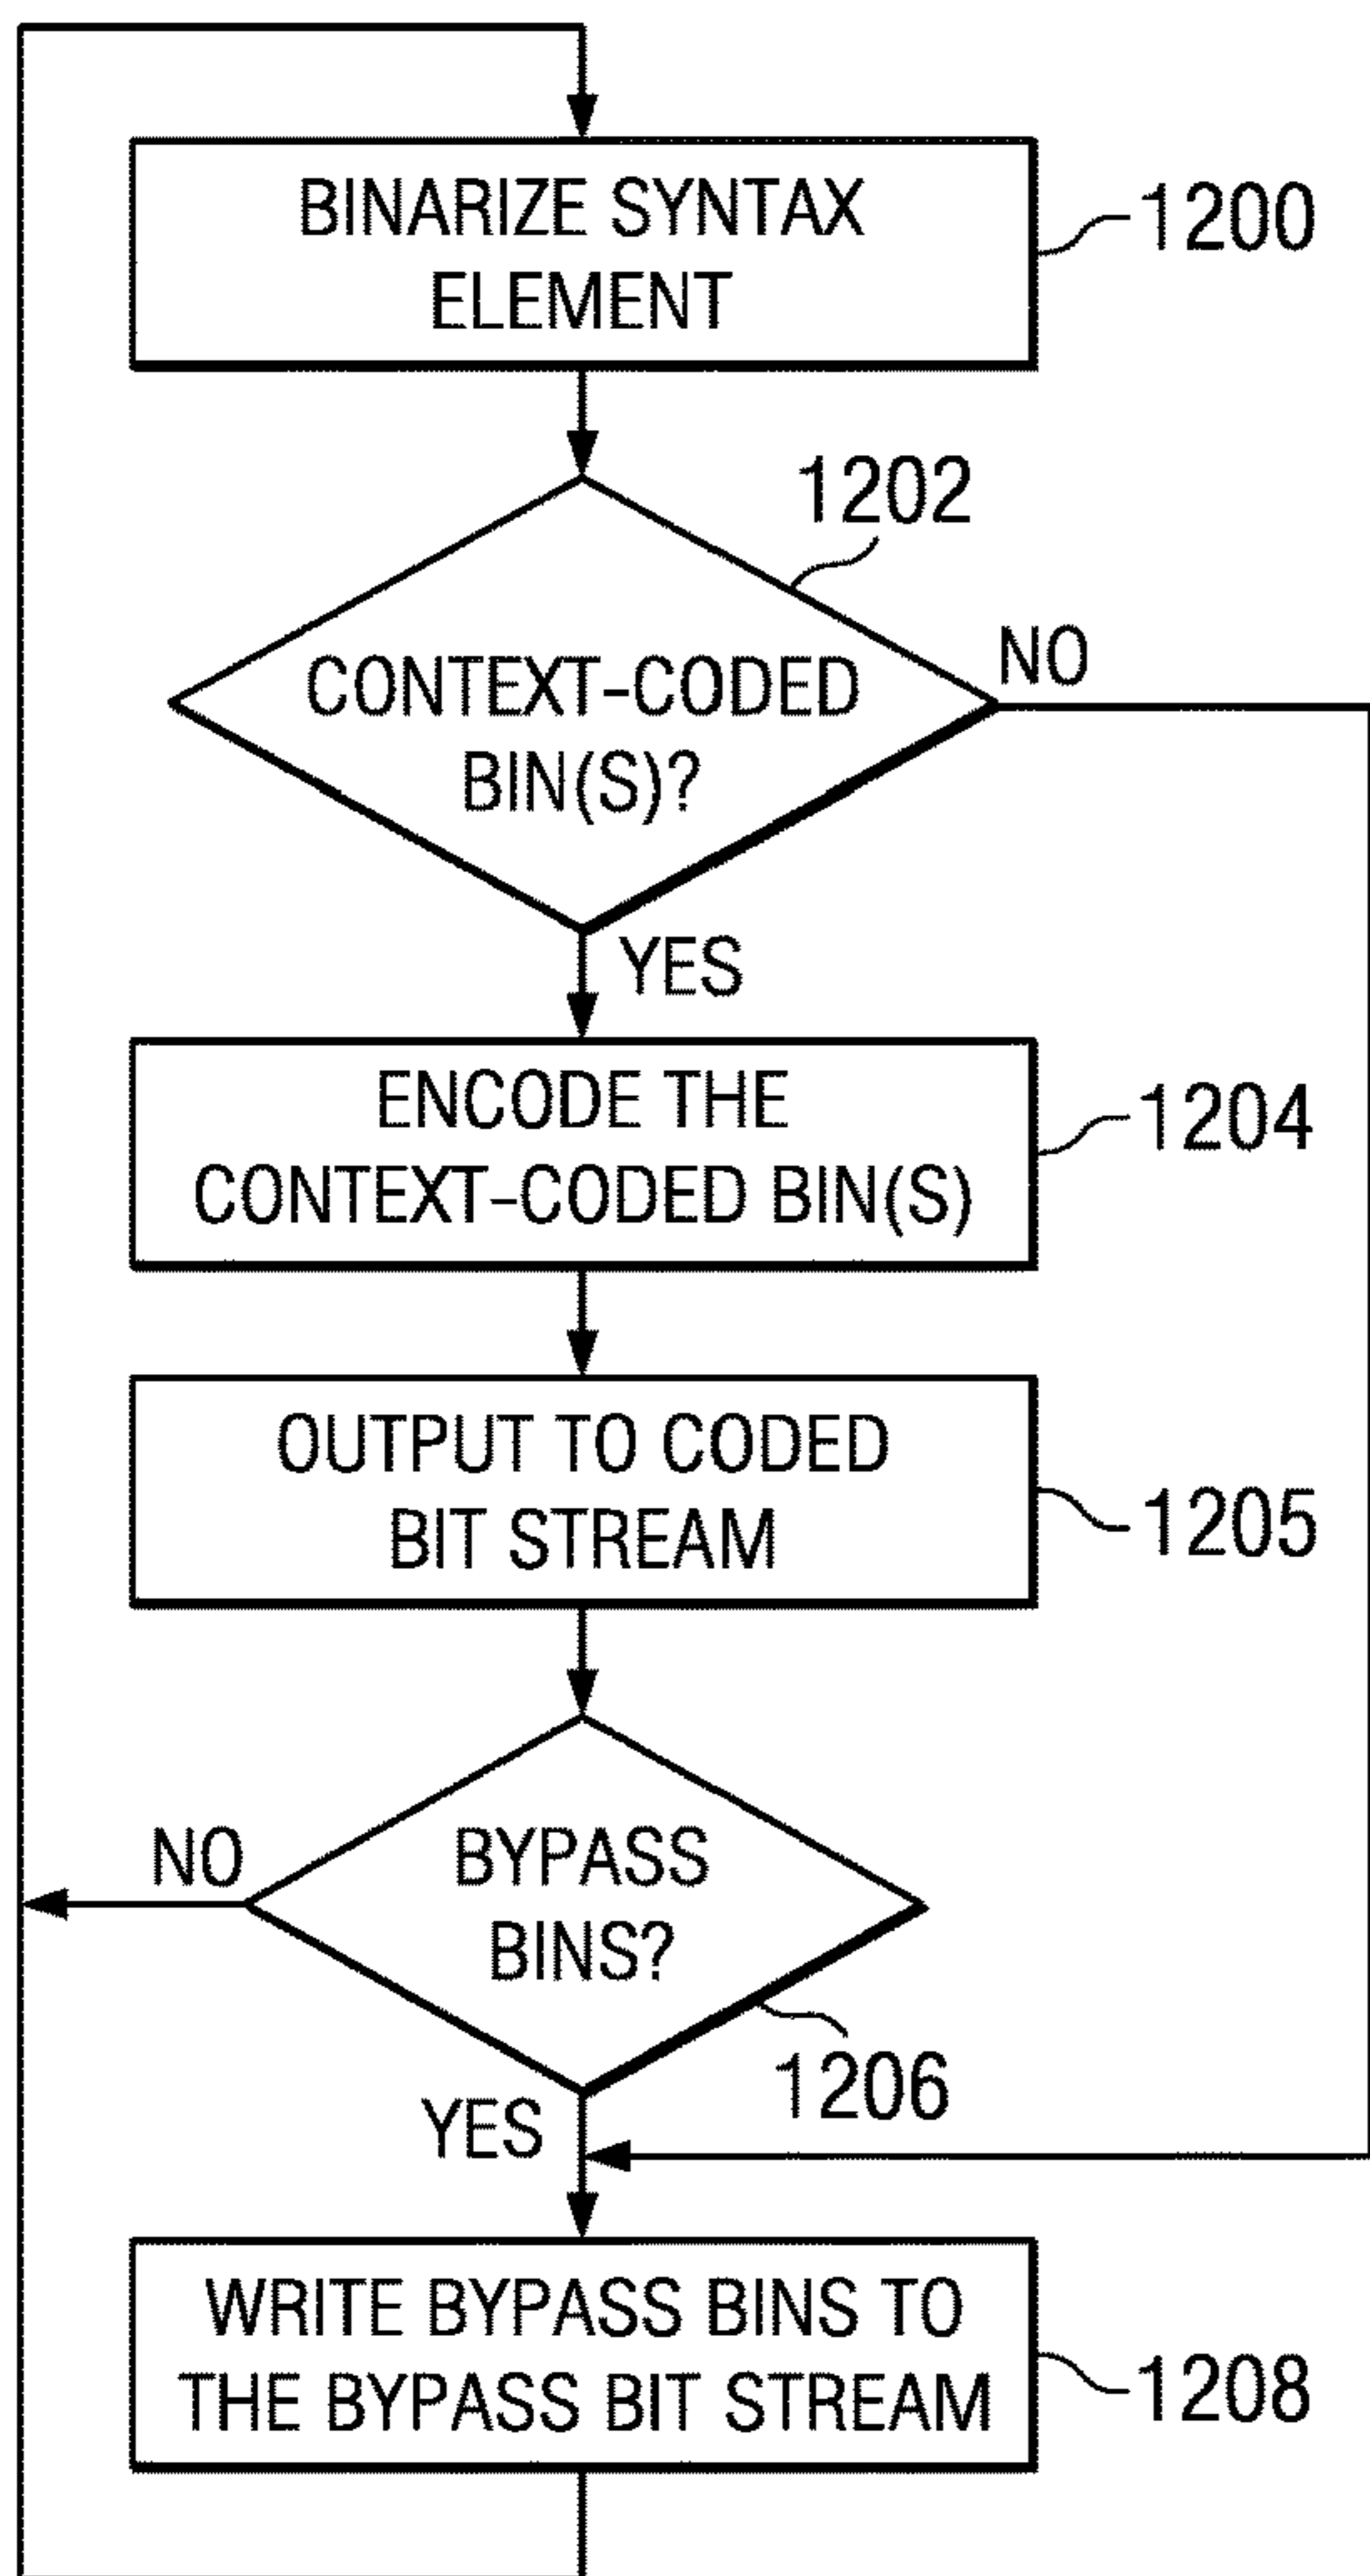 BINARIZE SYNTAX
ELEMENT
1200
1202
CONTEXT-CODED
BIN(S)?
NO
YES
ENCODE THE
CONTEXT-CODED BIN(S)
1204
OUTPUT TO CODED
BIT STREAM
1205
NO
BYPASS
BINS?
1206
YES
WRITE BYPASS BINS TO
THE BYPASS BIT STREAM
1208